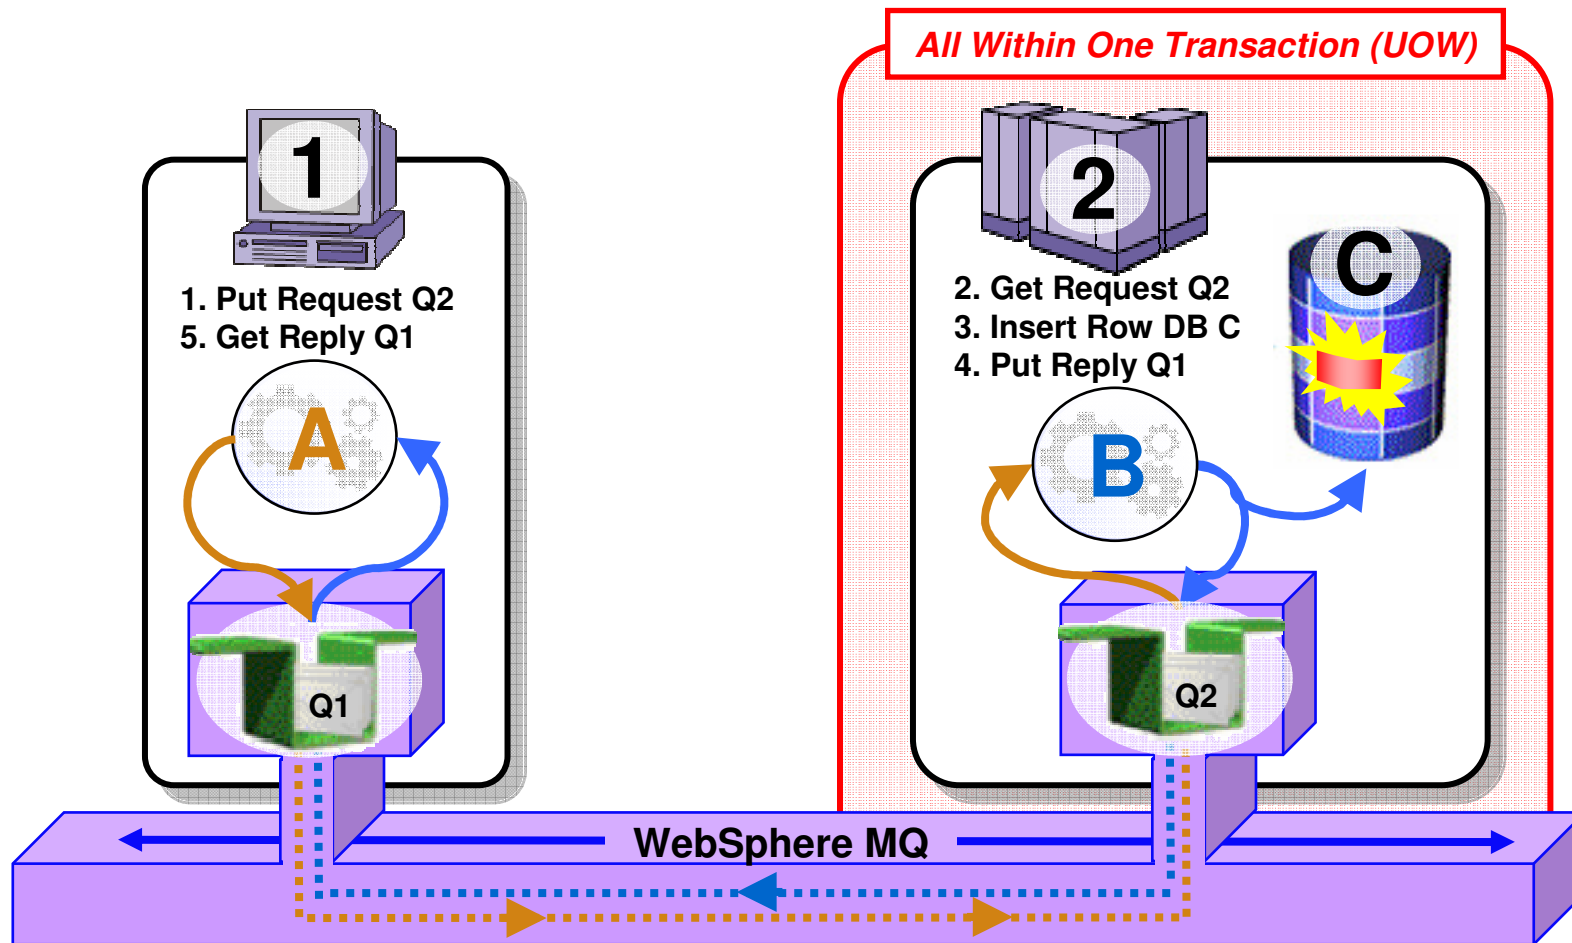 All Within One Transaction (UOW)
1
1. Put Request Q2
5. Get Reply Q1
A
Q1
2
2. Get Request Q2
3. Insert Row DB C
4. Put Reply Q1
C
B
Q2
WebSphere MQ